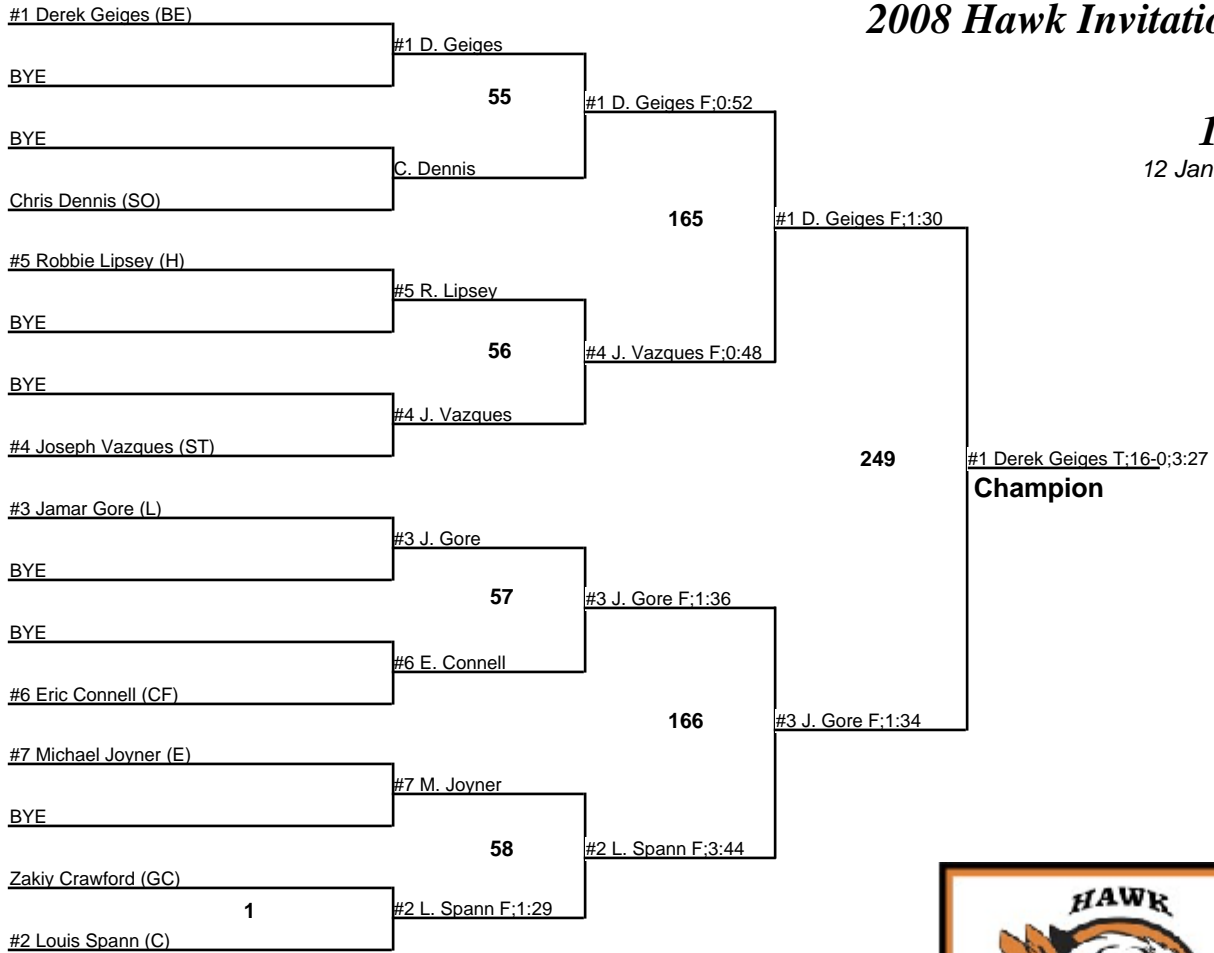 2008 Hawk Invitatio
1
12 Jan
#1 Derek Geiges (BE)
BYE
BYE
Chris Dennis (SO)
#5 Robbie Lipsey (H)
BYE
BYE
#4 Joseph Vazques (ST)
#3 Jamar Gore (L)
BYE
BYE
#6 Eric Connell (CF)
#7 Michael Joyner (E)
BYE
Zakiy Crawford (GC)
1
#2 Louis Spann (C)
#1 D. Geiges
55
C. Dennis
#5 R. Lipsey
56
#4 J. Vazques
#3 J. Gore
57
#6 E. Connell
#7 M. Joyner
58
#2 L. Spann F;1:29
#1 D. Geiges F;0:52
165
#4 J. Vazques F;0:48
#3 J. Gore F;1:36
166
#2 L. Spann F;3:44
#1 D. Geiges F;1:30
249
#3 J. Gore F;1:34
#1 Derek Geiges T;16-0;3:27
Champion
HAWK